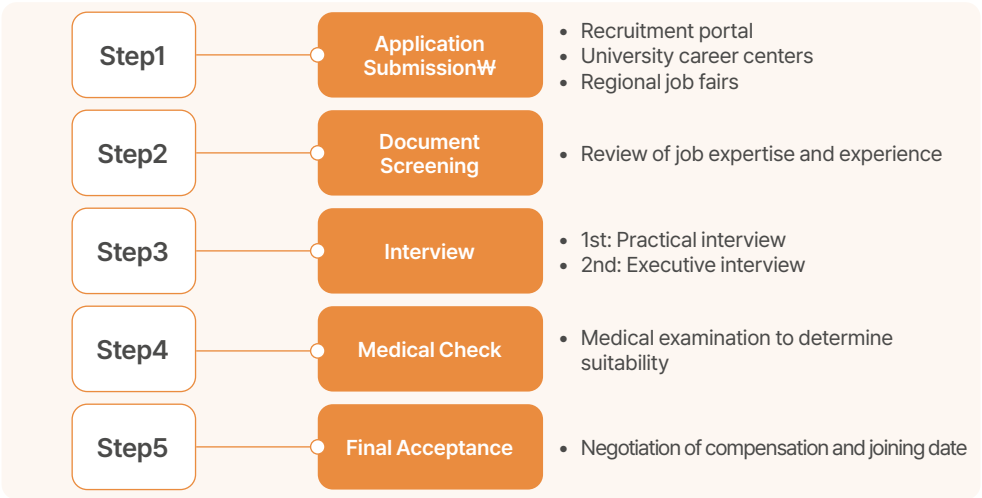 Step1
Application
Submission₩
• Recruitment portal
• University career centers
• Regional job fairs
Step2
Document
Screening
• Review of job expertise and experience
Step3
Interview
• 1st: Practical interview
• 2nd: Executive interview
Step4
Medical Check
• Medical examination to determine
suitability
Step5
Final Acceptance
• Negotiation of compensation and joining date